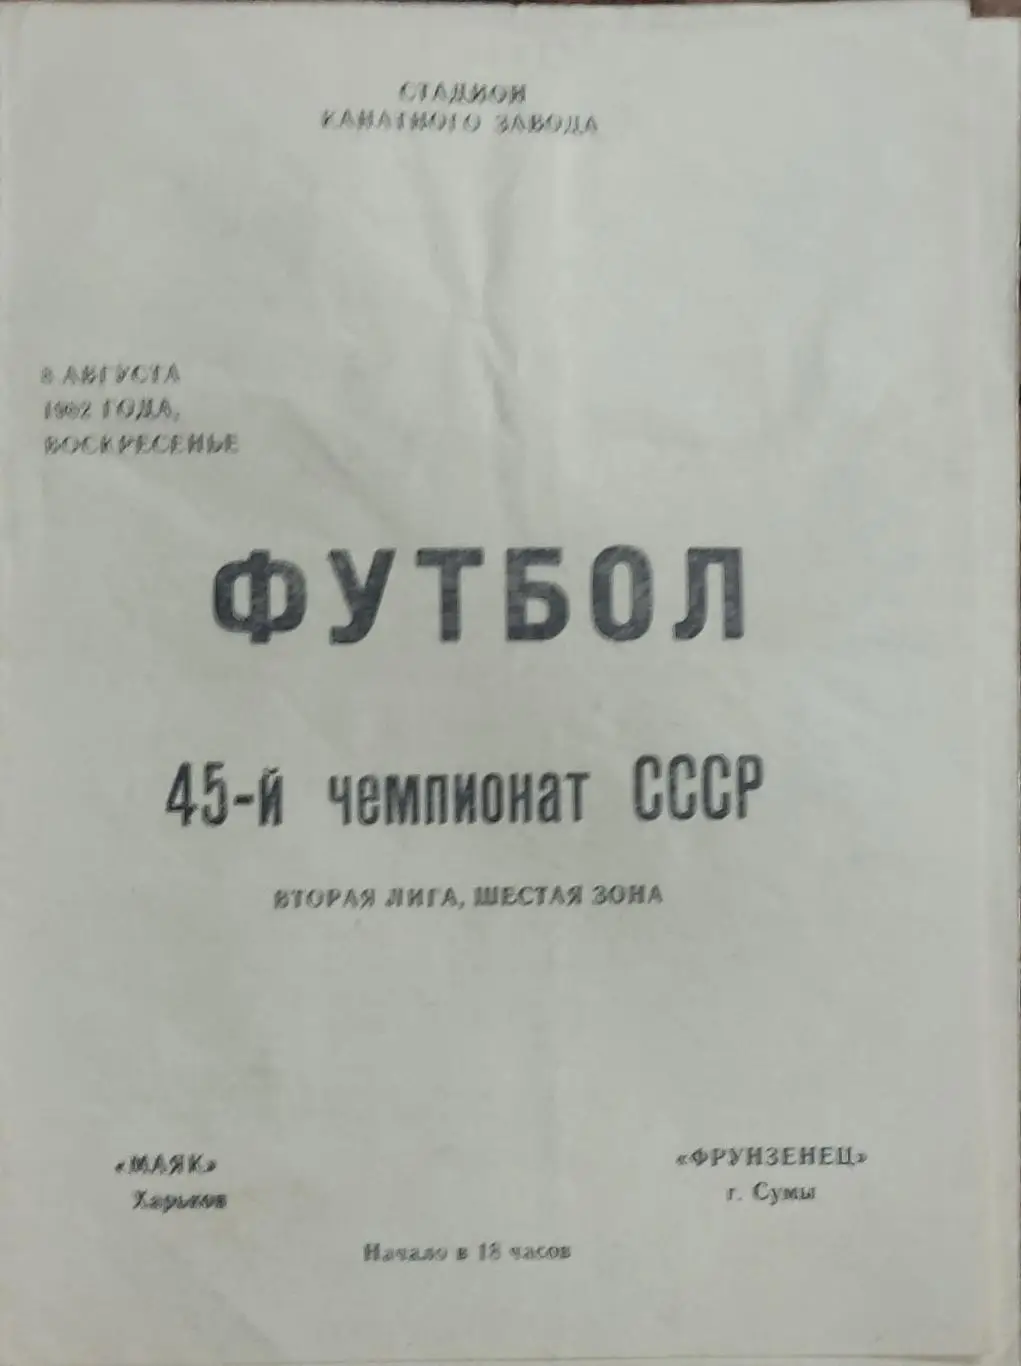 СТАДИОН
КАНАТНОГО ЗАВОДА
8 АВГУСТА
1982 ГОДА,
ВОСКРЕСЕНЬЕ
ФУТБОЛ
45-й чемпионат СССР
ВТОРАЯ ЛИГА, ШЕСТАЯ ЗОНА
«МАЯК»
Харьков
«ФРУНЗЕНЕЦ»
г. Сумы
Начало в 18 часов